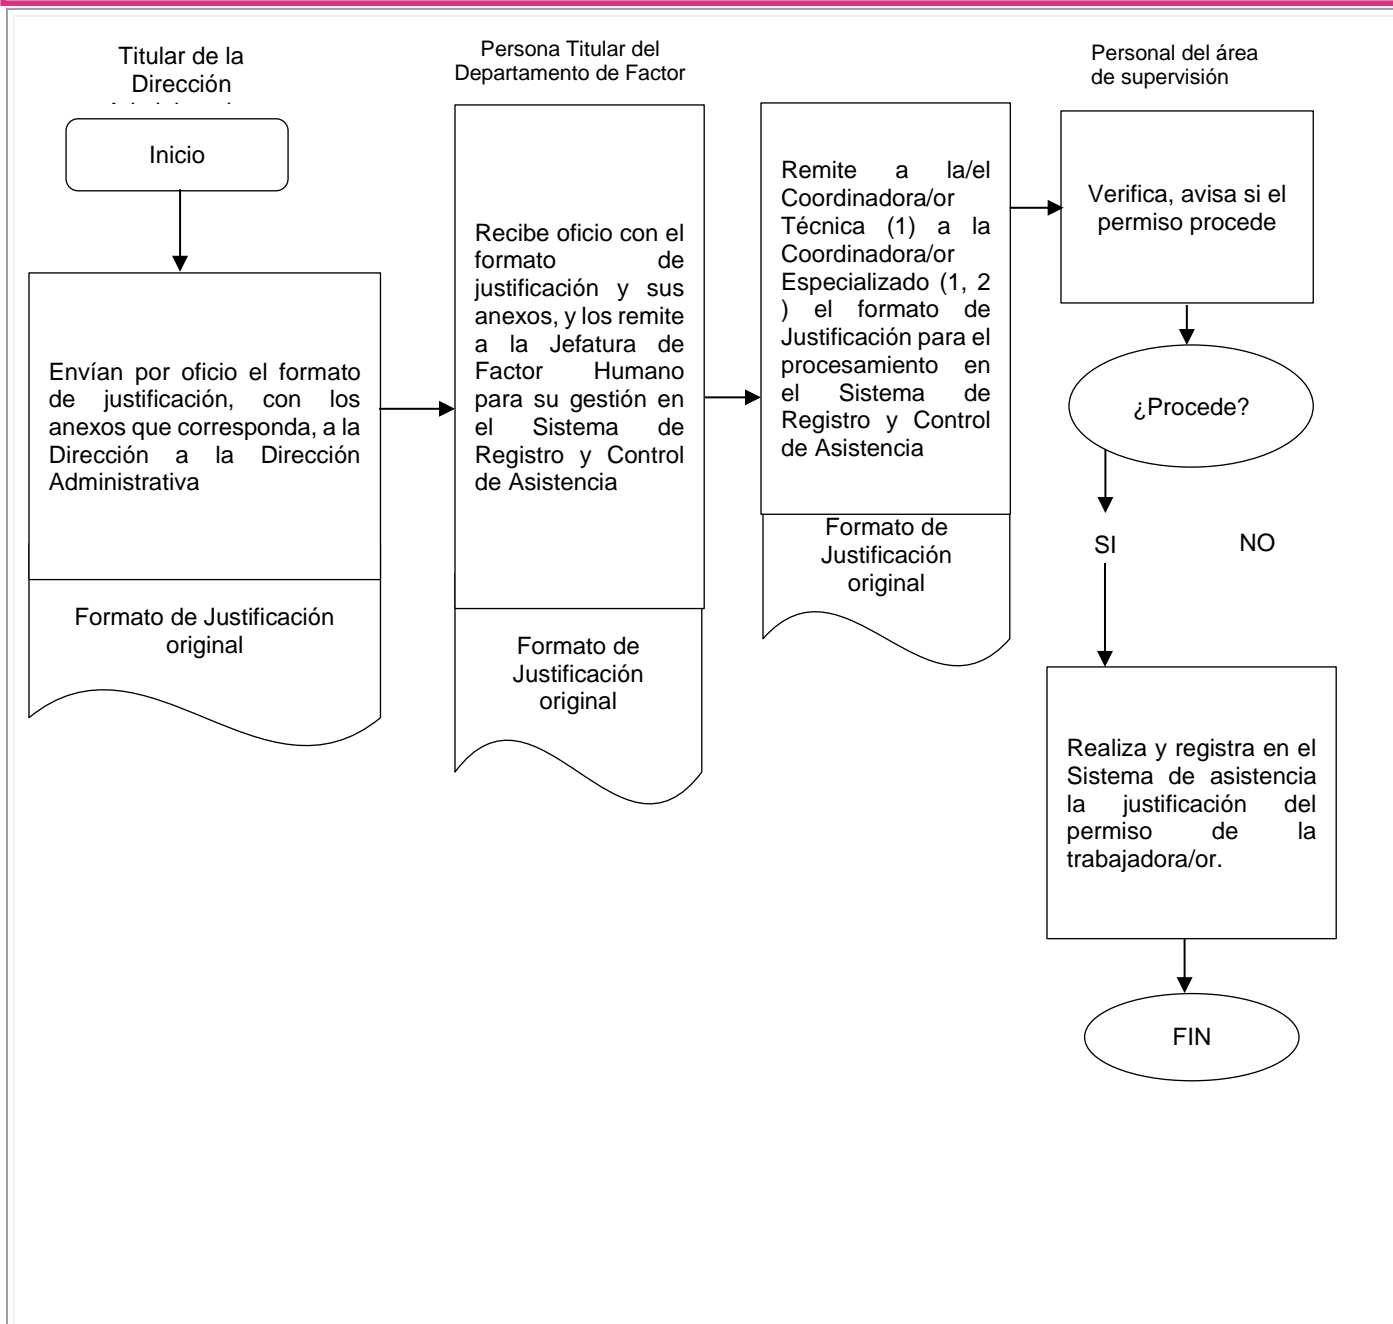 Titular de la
Dirección
Inicio
Envían por oficio el formato
de justificación, con los
anexos que corresponda, a la
Dirección a la Dirección
Administrativa
Formato de Justificación
original
Persona Titular del
Departamento de Factor
Recibe oficio con el
formato de
justificación y sus
anexos, y los remite
a la Jefatura de
Factor Humano
para su gestión en
el Sistema de
Registro y Control
de Asistencia
Formato de
Justificación
original
Remite a la/el
Coordinadora/or
Técnica (1) a la
Coordinadora/or
Especializado (1, 2
) el formato de
Justificación para el
procesamiento en
el Sistema de
Registro y Control
de Asistencia
Formato de
Justificación
original
Personal del área
de supervisión
Verifica, avisa si el
permiso procede
¿Procede?
SI
NO
Realiza y registra en el
Sistema de asistencia
la justificación del
permiso de la
trabajadora/or.
FIN